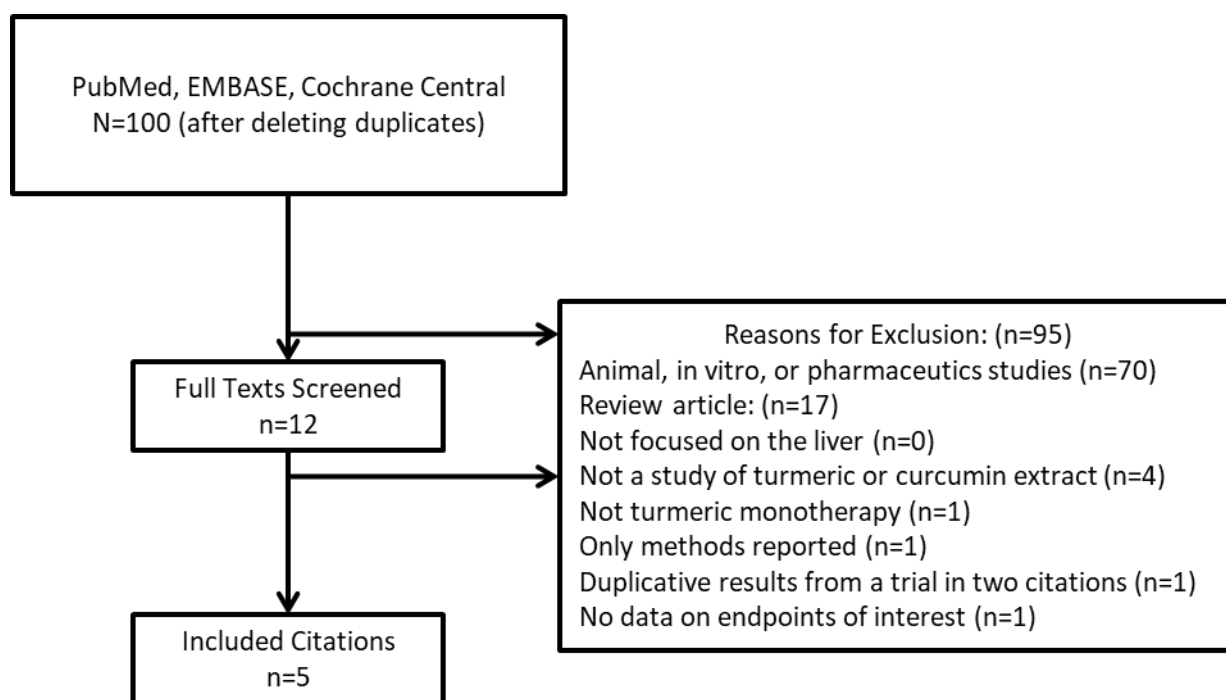 PubMed, EMBASE, Cochrane Central
N=100 (after deleting duplicates)
Full Texts Screened
n=12
Reasons for Exclusion: (n=95)
Animal, in vitro, or pharmaceutics studies (n=70)
Review article: (n=17)
Not focused on the liver (n=0)
Not a study of turmeric or curcumin extract (n=4)
Not turmeric monotherapy (n=1)
Only methods reported (n=1)
Duplicative results from a trial in two citations (n=1)
No data on endpoints of interest (n=1)
Included Citations
n=5